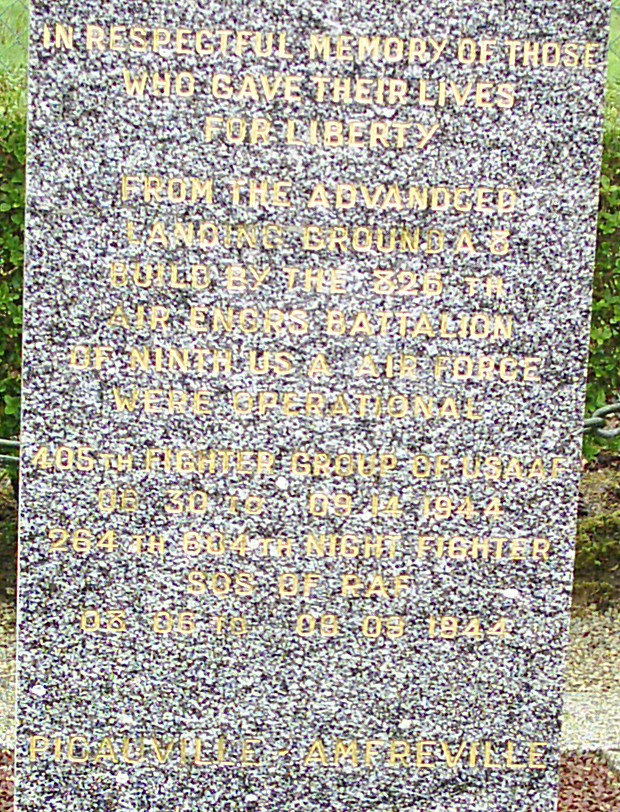 IN RESPECTFUL MEMORY OF THOSE
WHO GAVE THEIR LIVES
FOR LIBERTY
FROM THE ADVANDCED
LANDING GROUND A 8
BUILD BY THE 826 TH
AIR ENGRS BATTALION
OF NINTH US A AIR FORCE
WERE OPERATIONAL
405TH FIGHTER GROUP OF USAAF
06 30 TO 09 14 1944
264 TH 604TH NIGHT FIGHTER
SQS OF RAF
08 06 TO 09 09 1944
PICAUVILLE - AMFREVILLE